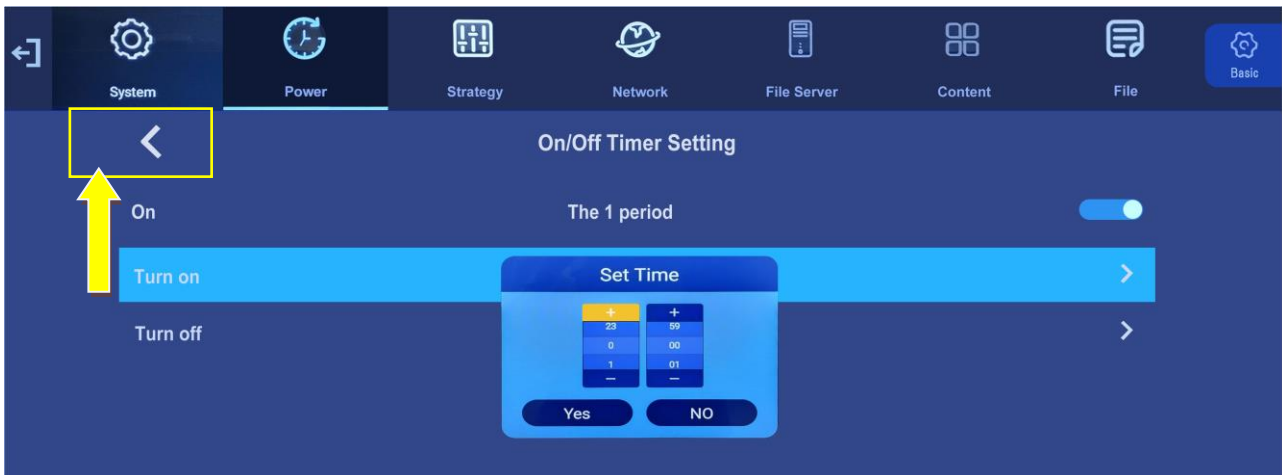 System Power Strategy Network File Server Content File Basic
On/Off Timer Setting
On The 1 period
Turn on
Set Time
+ +
23 59
0 00
1 01
— —
Turn off
Yes NO